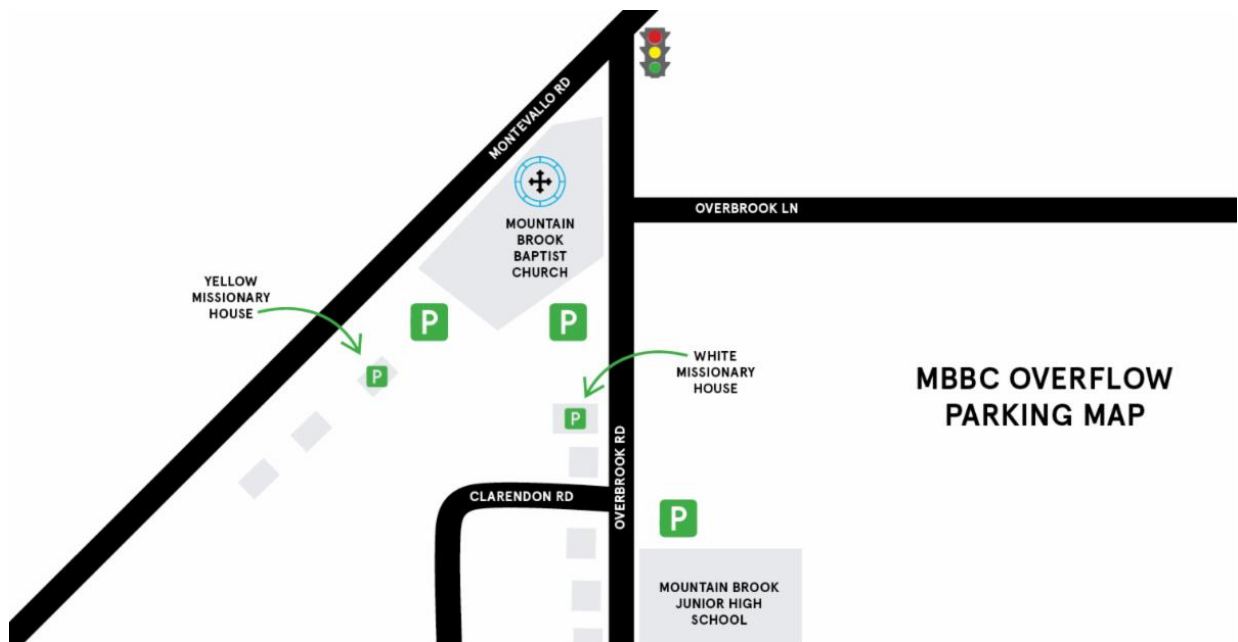 MONTEVALLO RD
OVERBROOK LN
MOUNTAIN
BROOK
BAPTIST
CHURCH
YELLOW
MISSIONARY
HOUSE
P
P
P
WHITE
MISSIONARY
HOUSE
MBBC OVERFLOW
PARKING MAP
P
OVERBROOK RD
CLARENDON RD
P
MOUNTAIN BROOK
JUNIOR HIGH
SCHOOL